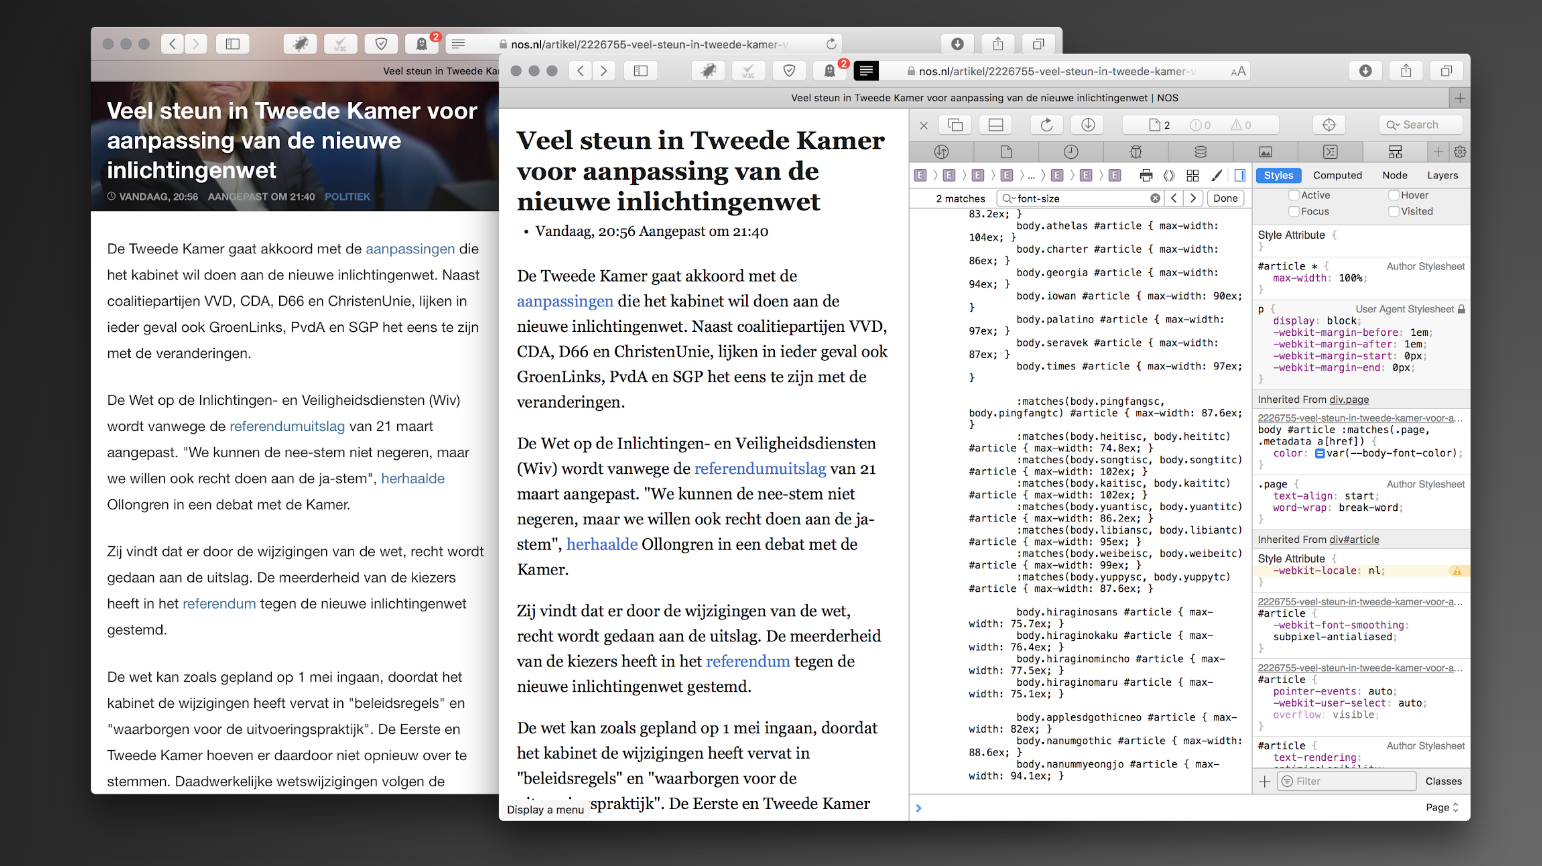 2
nos.nl/artikel/2226755-veel-steun-in-tweede-kamer-v
Veel steun in Tweede Ka
Veel steun in Tweede Kamer voor
aanpassing van de nieuwe
inlichtingenwet
VANDAAG, 20:56 AANGEPAST OM 21:40 POLITIEK
De Tweede Kamer gaat akkoord met de aanpassingen die
het kabinet wil doen aan de nieuwe inlichtingenwet. Naast
coalitiepartijen VVD, CDA, D66 en ChristenUnie, lijken in
ieder geval ook GroenLinks, PvdA en SGP het eens te zijn
met de veranderingen.
De Wet op de Inlichtingen- en Veiligheidsdiensten (Wiv)
wordt vanwege de referendumuitslag van 21 maart
aangepast. "We kunnen de nee-stem niet negeren, maar
we willen ook recht doen aan de ja-stem", herhaalde
Ollongren in een debat met de Kamer.
Zij vindt dat er door de wijzigingen van de wet, recht wordt
gedaan aan de uitslag. De meerderheid van de kiezers
heeft in het referendum tegen de nieuwe inlichtingenwet
gestemd.
De wet kan zoals gepland op 1 mei ingaan, doordat het
kabinet de wijzigingen heeft vervat in "beleidsregels" en
"waarborgen voor de uitvoeringspraktijk". De Eerste en
Tweede Kamer hoeven er daardoor niet opnieuw over te
stemmen. Daadwerkelijke wetswijzigingen volgen de
2
nos.nl/artikel/2226755-veel-steun-in-tweede-kamer-v
AA
Veel steun in Tweede Kamer voor aanpassing van de nieuwe inlichtingenwet | NOS
Veel steun in Tweede Kamer
voor aanpassing van de
nieuwe inlichtingenwet
• Vandaag, 20:56 Aangepast om 21:40
De Tweede Kamer gaat akkoord met de
aanpassingen die het kabinet wil doen aan de
nieuwe inlichtingenwet. Naast coalitiepartijen VVD,
CDA, D66 en ChristenUnie, lijken in ieder geval ook
GroenLinks, PvdA en SGP het eens te zijn met de
veranderingen.
De Wet op de Inlichtingen- en Veiligheidsdiensten
(Wiv) wordt vanwege de referendumuitslag van 21
maart aangepast. "We kunnen de nee-stem niet
negeren, maar we willen ook recht doen aan de ja-
stem", herhaalde Ollongren in een debat met de
Kamer.
Zij vindt dat er door de wijzigingen van de wet,
recht wordt gedaan aan de uitslag. De meerderheid
van de kiezers heeft in het referendum tegen de
nieuwe inlichtingenwet gestemd.
De wet kan zoals gepland op 1 mei ingaan, doordat
het kabinet de wijzigingen heeft vervat in
"beleidsregels" en "waarborgen voor de
spraktijk". De Eerste en Tweede Kamer
Display a menu
2 0 0
Search
E E E E ... E E E
2 matches font-size Done
83.2ex; }
body.athelas #article { max-width:
104ex; }
body.charter #article { max-width:
86ex; }
body.georgia #article { max-width:
94ex; }
body.iowan #article { max-width: 90ex;
}
body.palatino #article { max-width:
97ex; }
body.seravek #article { max-width:
87ex; }
body.times #article { max-width: 97ex;
}
:matches(body.pingfangsc,
body.pingfangtc) #article { max-width: 87.6ex;
}
:matches(body.heitisc, body.heititc)
#article { max-width: 74.8ex; }
:matches(body.songtisc, body.songtitc)
#article { max-width: 102ex; }
:matches(body.kaitisc, body.kaititc)
#article { max-width: 102ex; }
:matches(body.yuantisc, body.yuantitc)
#article { max-width: 86.2ex; }
:matches(body.libiansc, body.libiantc)
#article { max-width: 95ex; }
:matches(body.weibeisc, body.weibeitc)
#article { max-width: 99ex; }
:matches(body.yuppysc, body.yuppytc)
#article { max-width: 87.6ex; }
body.hiraginosans #article { max-
width: 75.7ex; }
body.hiraginokaku #article { max-
width: 76.4ex; }
body.hiraginomincho #article { max-
width: 77.5ex; }
body.hiraginomaru #article { max-
width: 75.1ex; }
body.applesdgothicneo #article { max-
width: 82ex; }
body.nanumgothic #article { max-width:
88.6ex; }
body.nanummyeongjo #article { max-
width: 94.1ex; }
Styles Computed Node Layers
Active Hover
Focus Visited
Style Attribute {
}
#article * { Author Stylesheet
max-width: 100%;
}
p { User Agent Stylesheet
display: block;
-webkit-margin-before: 1em;
-webkit-margin-after: 1em;
-webkit-margin-start: 0px;
-webkit-margin-end: 0px;
}
Inherited From div.page
2226755-veel-steun-in-tweede-kamer-voor-a...
body #article :matches(.page,
.metadata a[href]) {
color: var(--body-font-color);
}
.page { Author Stylesheet
text-align: start;
word-wrap: break-word;
}
Inherited From div#article
Style Attribute {
-webkit-locale: nl;
}
2226755-veel-steun-in-tweede-kamer-voor-a...
#article {
-webkit-font-smoothing:
subpixel-antialiased;
}
2226755-veel-steun-in-tweede-kamer-voor-a...
#article {
pointer-events: auto;
-webkit-user-select: auto;
overflow: visible;
}
#article { Author Stylesheet
text-rendering:
Filter Classes
Page